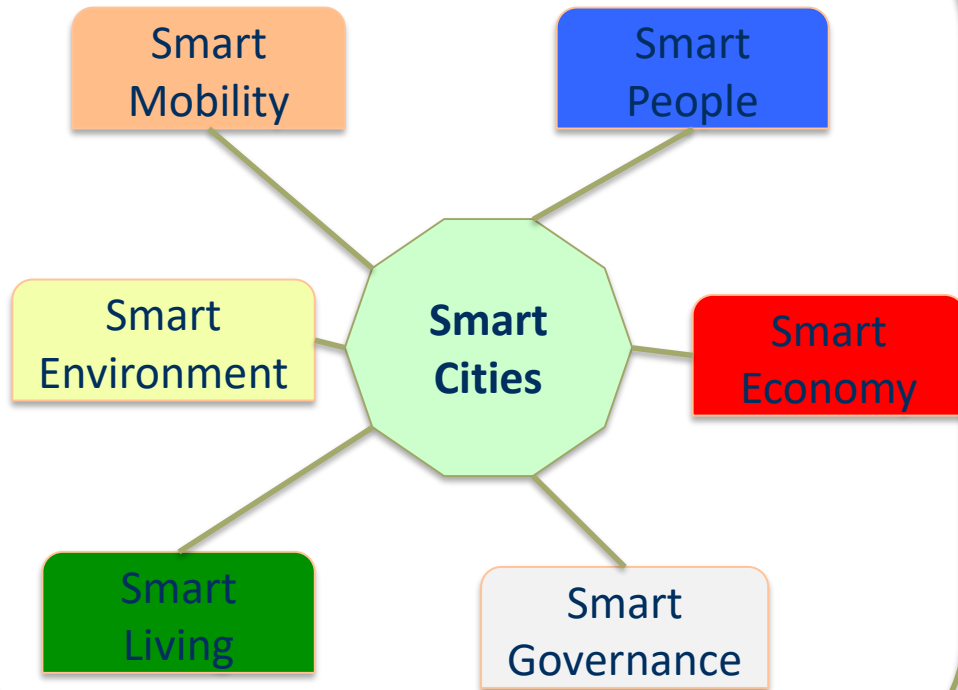 Smart
Mobility
Smart
People
Smart
Cities
Smart
Environment
Smart
Economy
Smart
Living
Smart
Governance